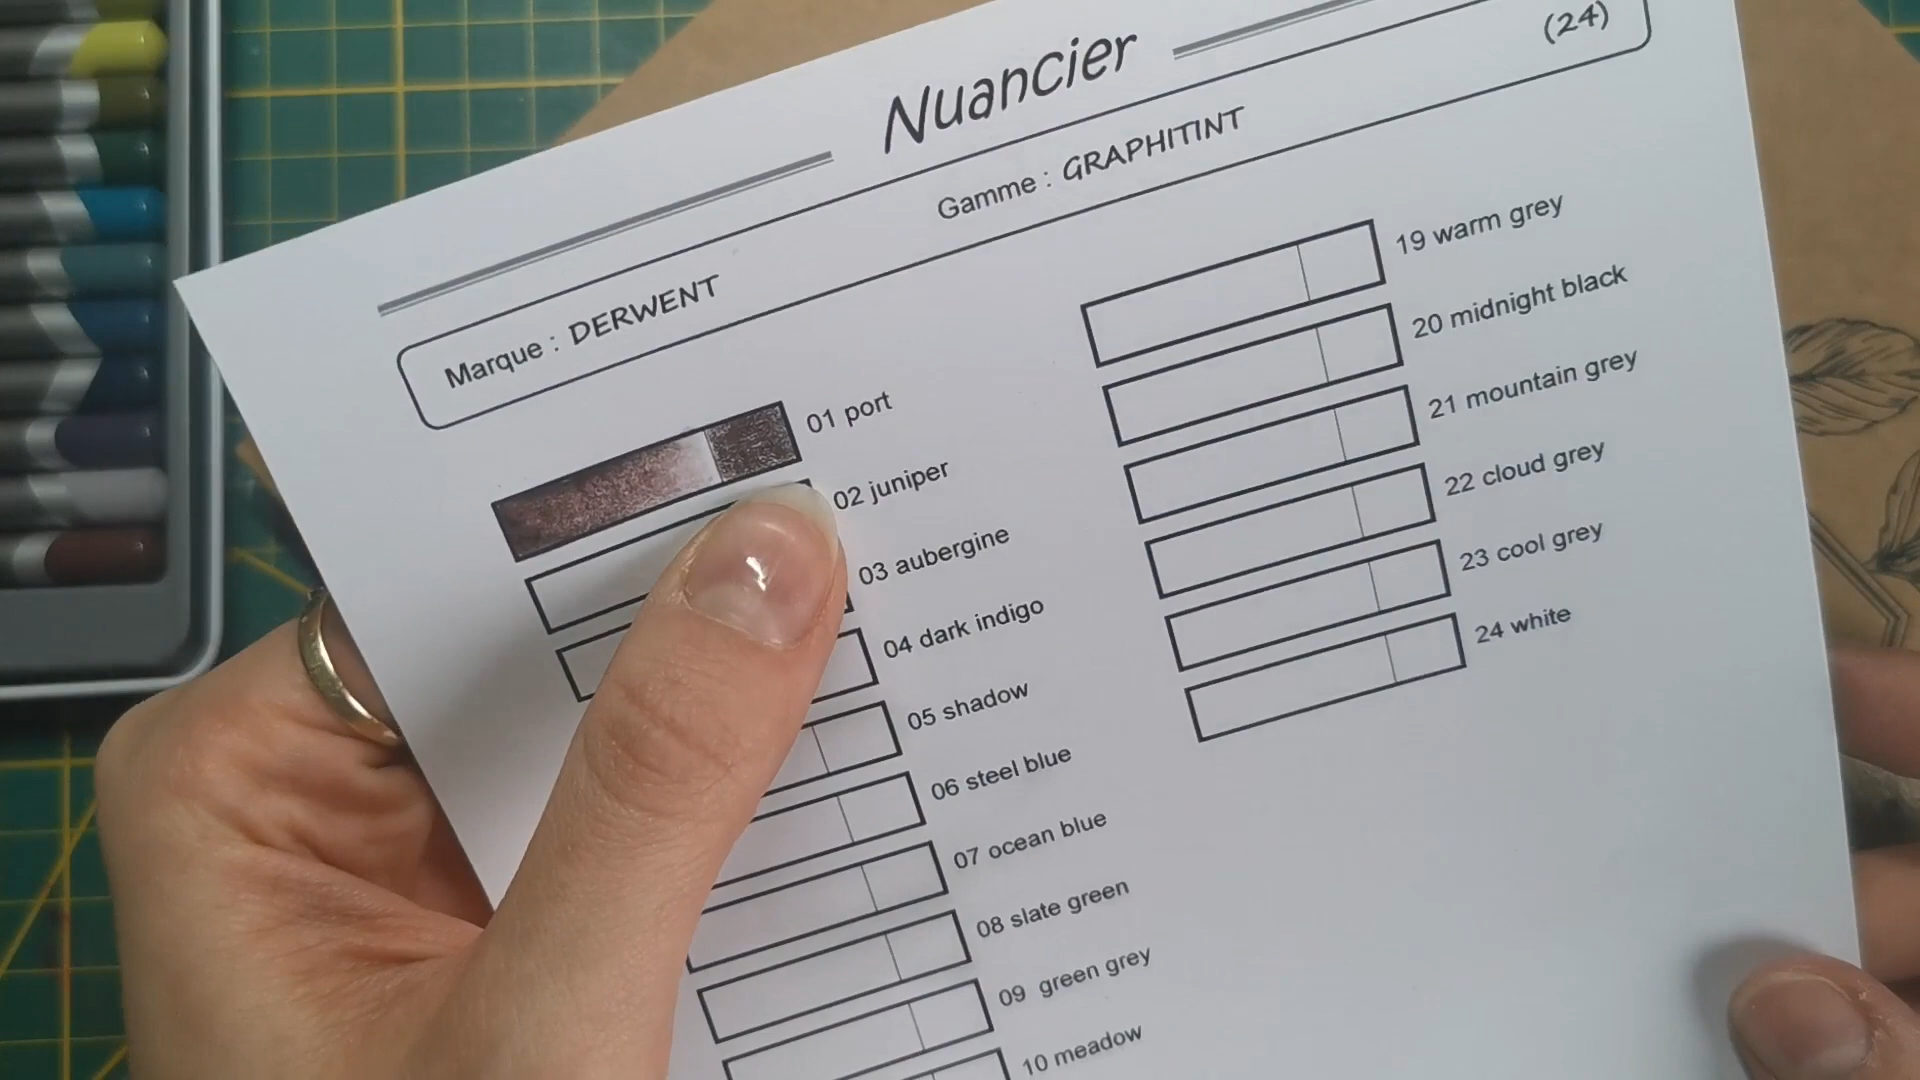 Nuancier
(24)
Marque : DERWENT
Gamme : GRAPHITINT
01 port
02 juniper
03 aubergine
04 dark indigo
05 shadow
06 steel blue
07 ocean blue
08 slate green
09 green grey
10 meadow
19 warm grey
20 midnight black
21 mountain grey
22 cloud grey
23 cool grey
24 white